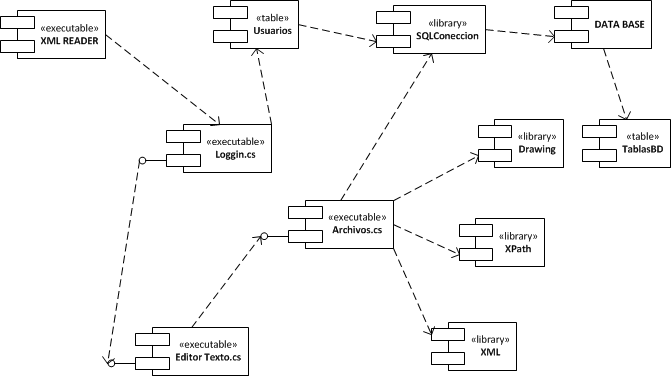 «executable»
XML READER
«table»
Usuarios
«library»
SQLConeccion
DATA BASE
«executable»
Loggin.cs
«library»
Drawing
«table»
TablasBD
«executable»
Archivos.cs
«library»
XPath
«executable»
Editor Texto.cs
«library»
XML